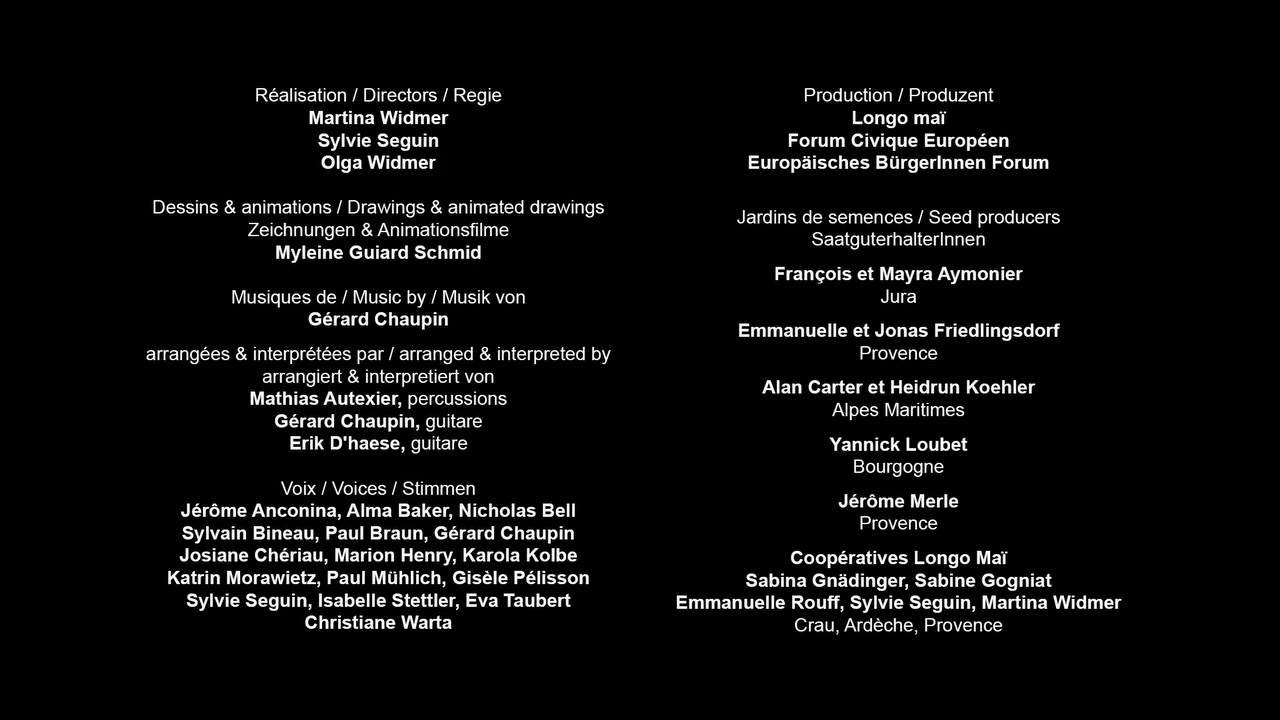 Réalisation / Directors / Regie
Martina Widmer
Sylvie Seguin
Olga Widmer
Dessins & animations / Drawings & animated drawings
Zeichnungen & Animationsfilme
Myleine Guiard Schmid
Musiques de / Music by / Musik von
Gérard Chaupin
arrangées & interprétées par / arranged & interpreted by
arrangiert & interpretiert von
Mathias Autexier, percussions
Gérard Chaupin, guitare
Erik D'haese, guitare
Voix / Voices / Stimmen
Jérôme Anconina, Alma Baker, Nicholas Bell
Sylvain Bineau, Paul Braun, Gérard Chaupin
Josiane Chériau, Marion Henry, Karola Kolbe
Katrin Morawietz, Paul Mühlich, Gisèle Pélisson
Sylvie Seguin, Isabelle Stettler, Eva Taubert
Christiane Warta
Production / Produzent
Longo maï
Forum Civique Européen
Europäisches BürgerInnen Forum
Jardins de semences / Seed producers
SaatguterhalterInnen
François et Mayra Aymonier
Jura
Emmanuelle et Jonas Friedlingsdorf
Provence
Alan Carter et Heidrun Koehler
Alpes Maritimes
Yannick Loubet
Bourgogne
Jérôme Merle
Provence
Coopératives Longo Maï
Sabina Gnädinger, Sabine Gogniat
Emmanuelle Rouff, Sylvie Seguin, Martina Widmer
Crau, Ardèche, Provence